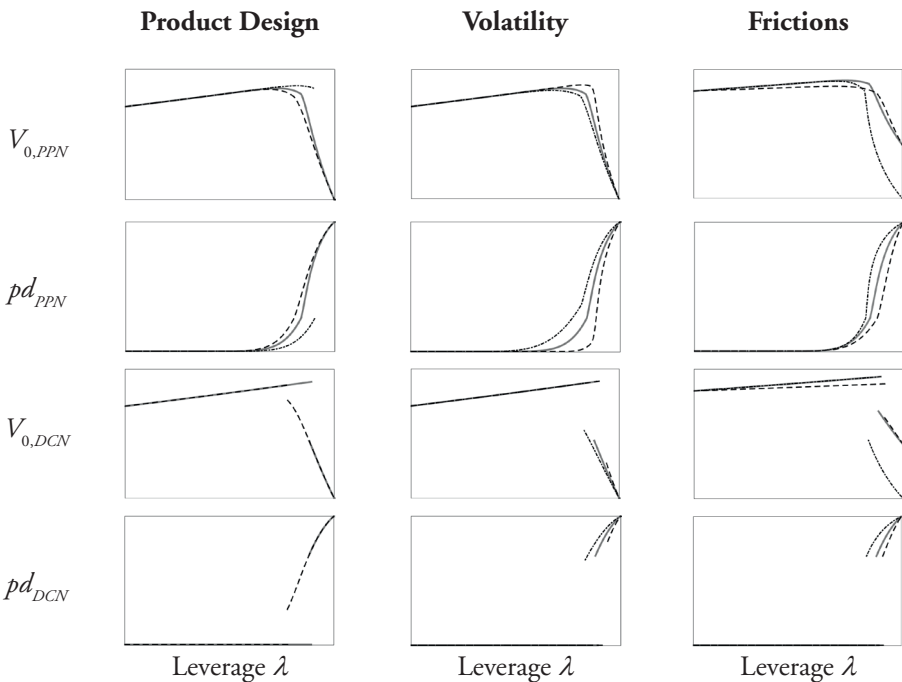 Product Design Volatility Frictions
V0,PPN
pdPPN
V0,DCN
pdDCN
Leverage λ Leverage λ Leverage λ